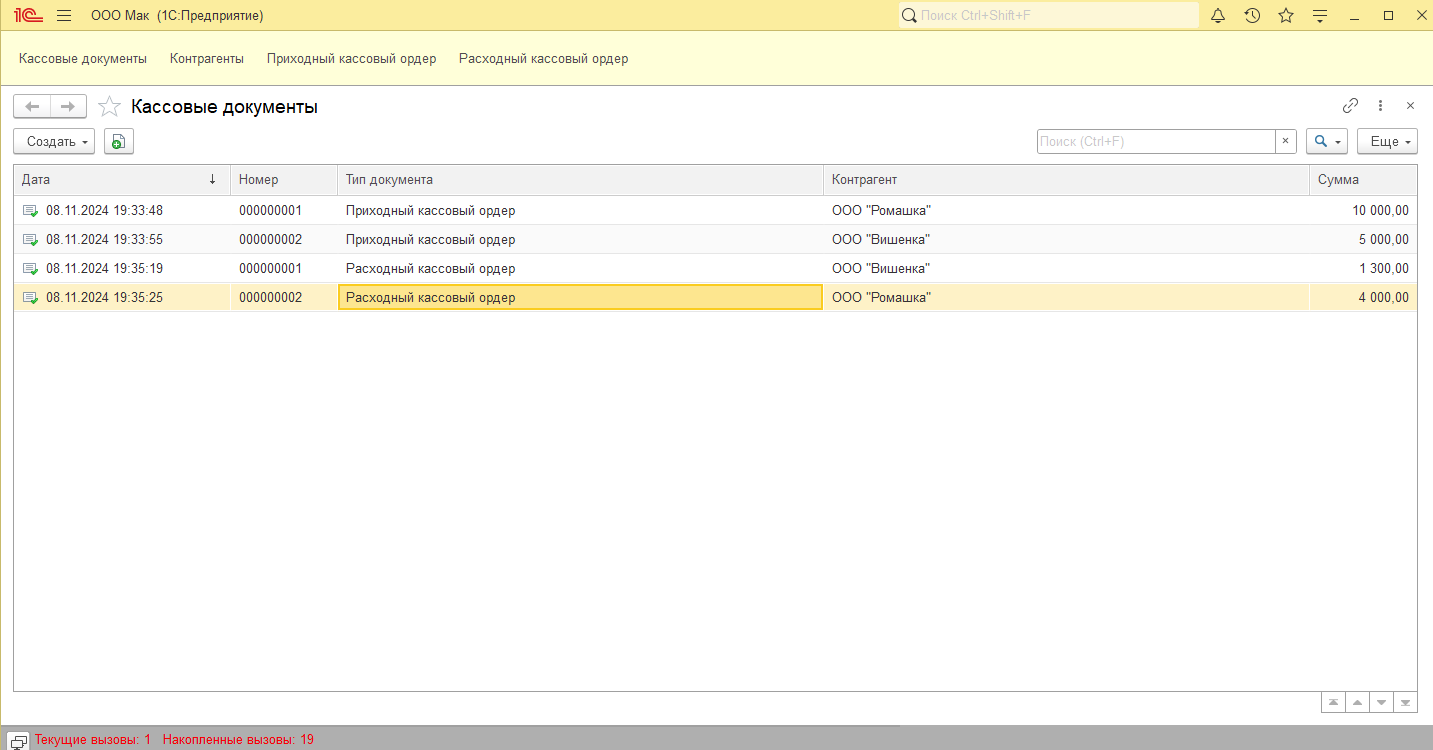 1С ООО Мак (1С:Предприятие) Поиск Ctrl+Shift+F
Кассовые документы Контрагенты Приходный кассовый ордер Расходный кассовый ордер
Кассовые документы
Создать Поиск (Ctrl+F) × Еще
Дата ↓ Номер Тип документа Контрагент Сумма
08.11.2024 19:33:48 000000001 Приходный кассовый ордер ООО "Ромашка" 10 000,00
08.11.2024 19:33:55 000000002 Приходный кассовый ордер ООО "Вишенка" 5 000,00
08.11.2024 19:35:19 000000001 Расходный кассовый ордер ООО "Вишенка" 1 300,00
08.11.2024 19:35:25 000000002 Расходный кассовый ордер ООО "Ромашка" 4 000,00
Текущие вызовы: 1 Накопленные вызовы: 19